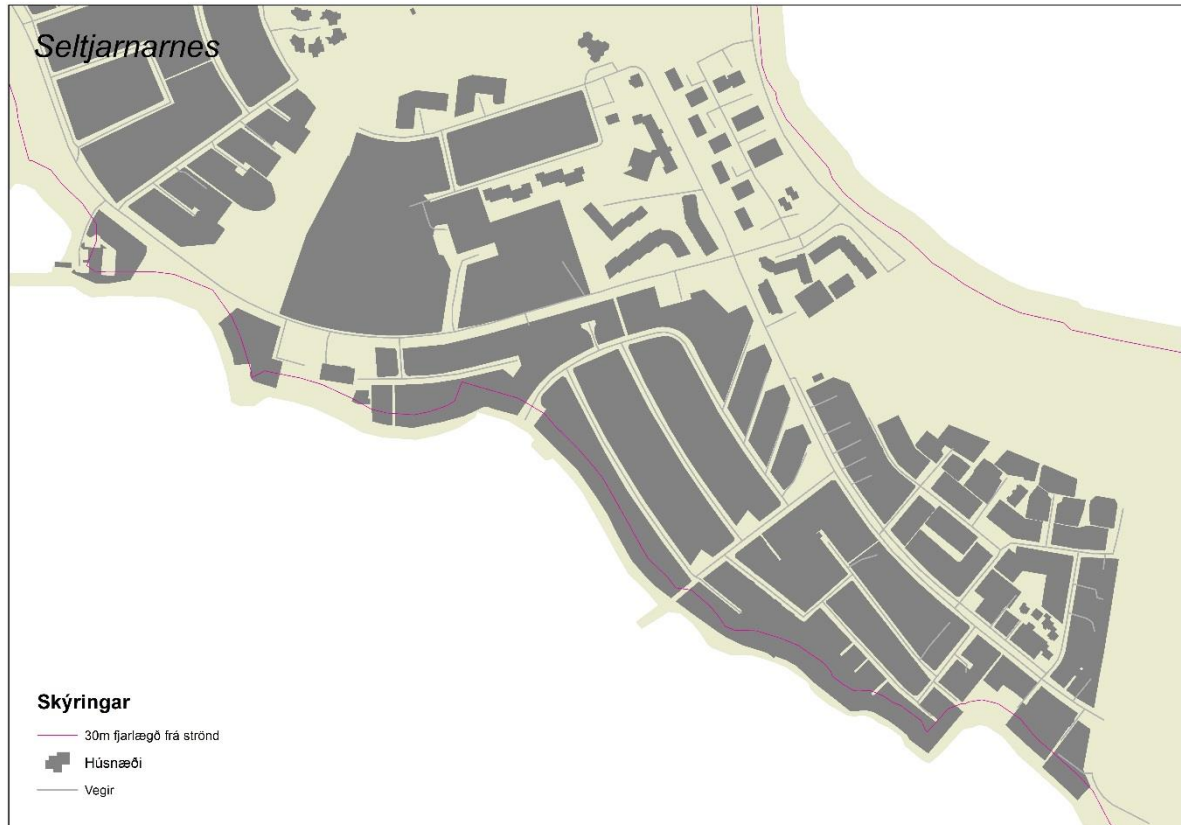 Seltjarnarnes
Skýringar
30m fjarlægð frá strönd
Húsnæði
Vegir